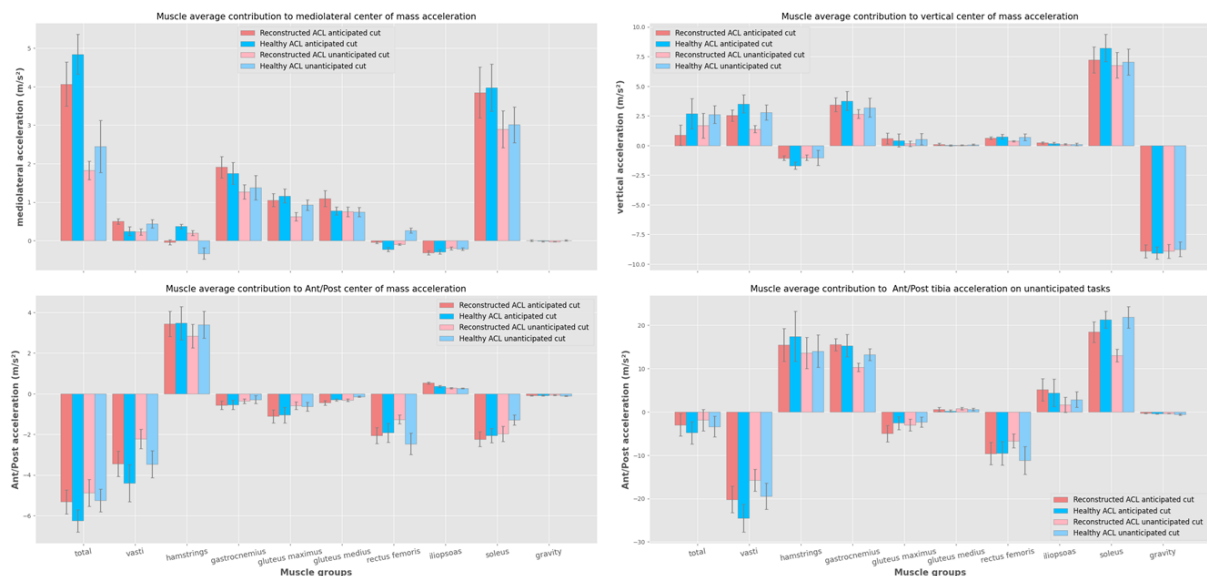 Muscle average contribution to mediolateral center of mass acceleration
mediolateral acceleration (m/s²)
5
4
3
2
1
0
Reconstructed ACL anticipated cut
Healthy ACL anticipated cut
Reconstructed ACL unanticipated cut
Healthy ACL unanticipated cut
Muscle average contribution to vertical center of mass acceleration
vertical acceleration (m/s²)
10.0
7.5
5.0
2.5
0.0
−2.5
−5.0
−7.5
−10.0
Reconstructed ACL anticipated cut
Healthy ACL anticipated cut
Reconstructed ACL unanticipated cut
Healthy ACL unanticipated cut
Muscle average contribution to Ant/Post center of mass acceleration
Ant/Post acceleration (m/s²)
4
2
0
−2
−4
−6
Reconstructed ACL anticipated cut
Healthy ACL anticipated cut
Reconstructed ACL unanticipated cut
Healthy ACL unanticipated cut
total vasti hamstrings gastrocnemius gluteus maximus gluteus medius rectus femoris iliopsoas soleus gravity
Muscle groups
Muscle average contribution to Ant/Post tibia acceleration on unanticipated tasks
Ant/Post acceleration (m/s²)
20
10
0
−10
−20
−30
Reconstructed ACL anticipated cut
Healthy ACL anticipated cut
Reconstructed ACL unanticipated cut
Healthy ACL unanticipated cut
total vasti hamstrings gastrocnemius gluteus maximus gluteus medius rectus femoris iliopsoas soleus gravity
Muscle groups